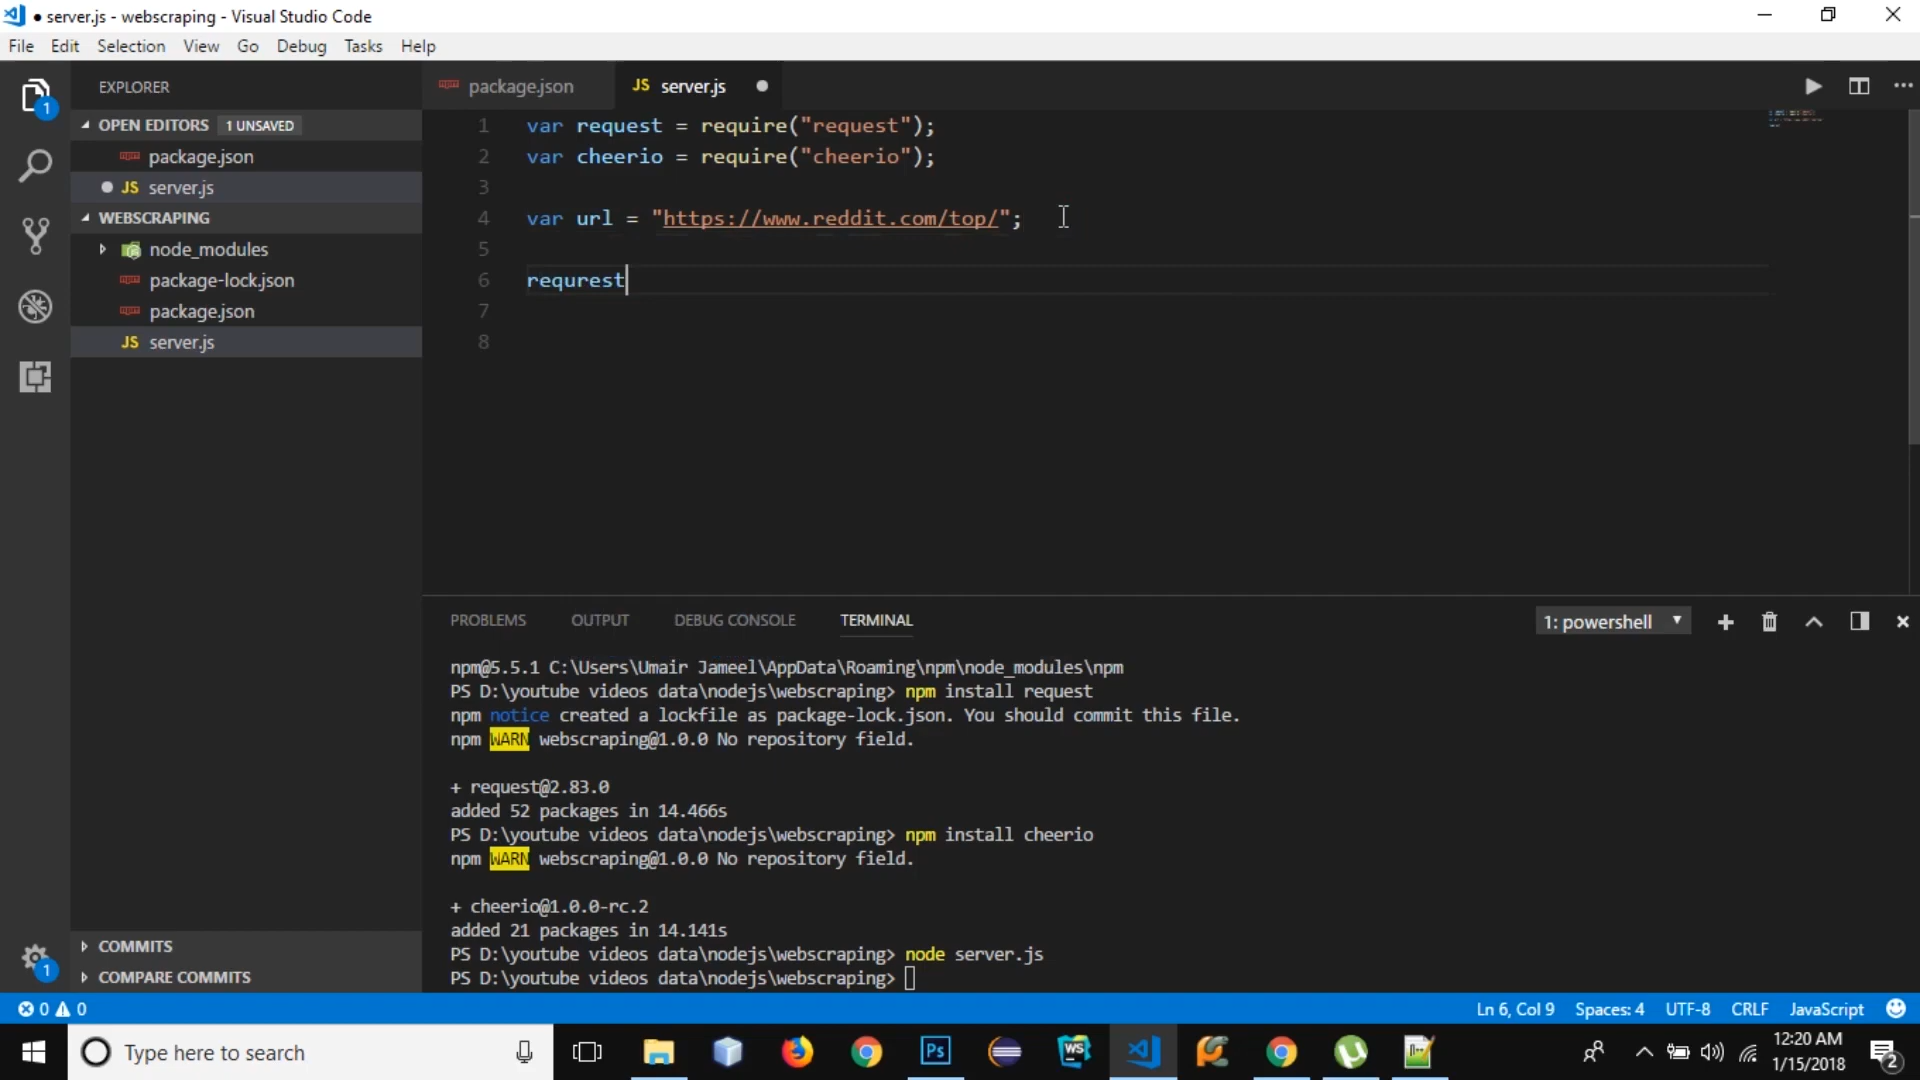 ● server.js - webscraping - Visual Studio Code
File Edit Selection View Go Debug Tasks Help
1
EXPLORER
OPEN EDITORS 1 UNSAVED
package.json
● JS server.js
WEBSCRAPING
node_modules
package-lock.json
package.json
JS server.js
COMMITS
COMPARE COMMITS
1
package.json JS server.js ●
1 var request = require("request");
2 var cheerio = require("cheerio");
3
4 var url = "https://www.reddit.com/top/";
5
6 requrest
7
8
PROBLEMS OUTPUT DEBUG CONSOLE TERMINAL 1: powershell
npm@5.5.1 C:\Users\Umair Jameel\AppData\Roaming\npm\node_modules\npm
PS D:\youtube videos data\nodejs\webscraping> npm install request
npm notice created a lockfile as package-lock.json. You should commit this file.
npm WARN webscraping@1.0.0 No repository field.
+ request@2.83.0
added 52 packages in 14.466s
PS D:\youtube videos data\nodejs\webscraping> npm install cheerio
npm WARN webscraping@1.0.0 No repository field.
+ cheerio@1.0.0-rc.2
added 21 packages in 14.141s
PS D:\youtube videos data\nodejs\webscraping> node server.js
PS D:\youtube videos data\nodejs\webscraping>
0 0 Ln 6, Col 9 Spaces: 4 UTF-8 CRLF JavaScript
Type here to search
Ps
WS
12:20 AM
1/15/2018
2